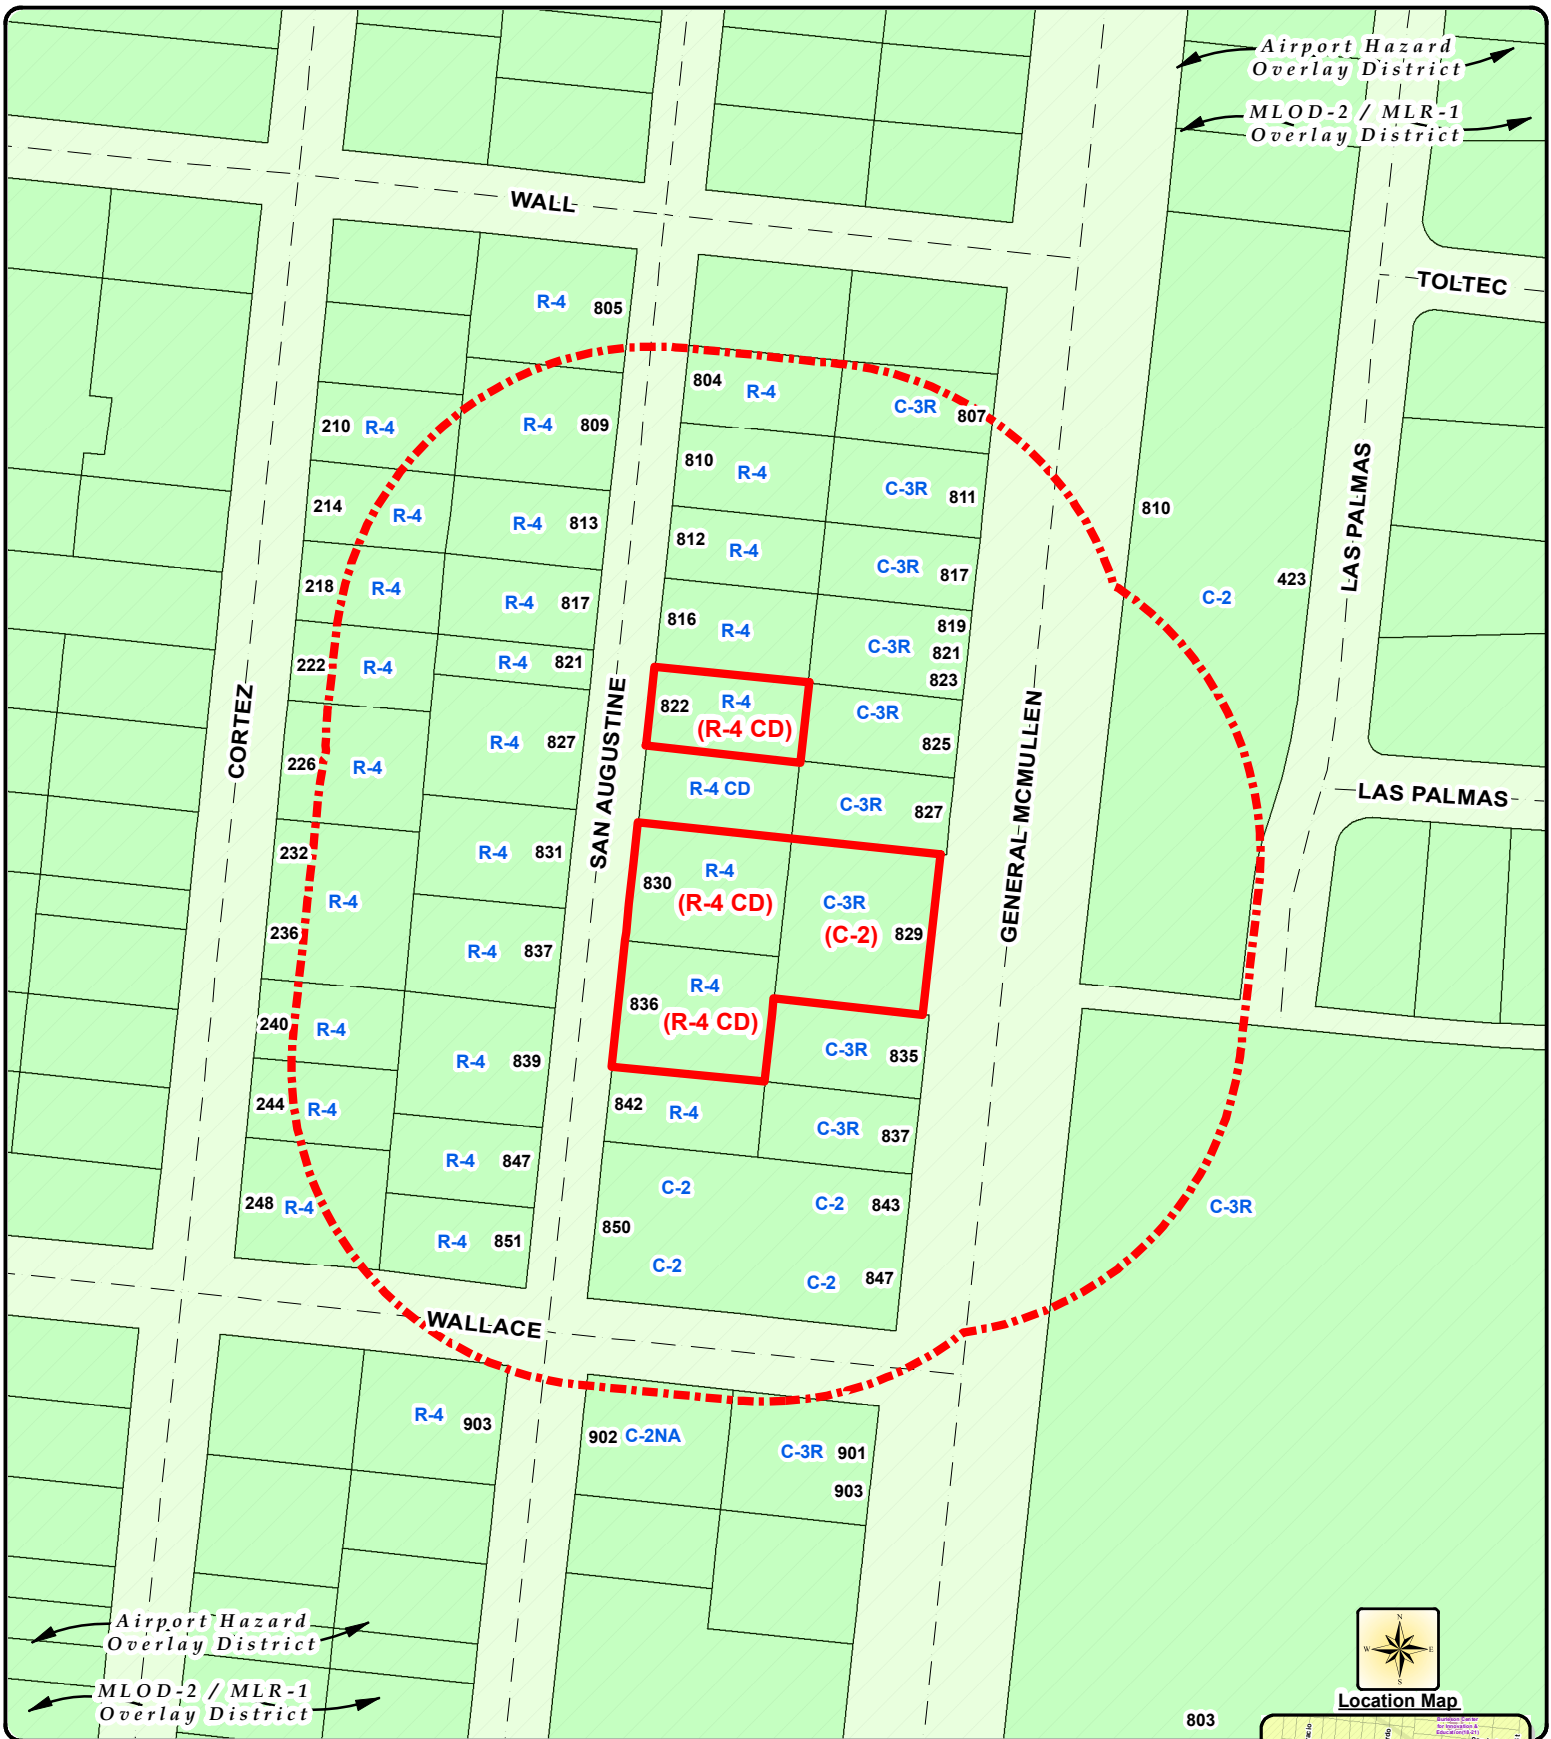 Airport Hazard
Overlay District
MLOD-2 / MLR-1
Overlay District
WALL
TOLTEC
R-4 805
804 R-4
C-3R 807
210 R-4
R-4 809
810 R-4
C-3R 811
810
LAS PALMAS
214 R-4
R-4 813
812 R-4
C-3R 817
423
C-2
218 R-4
R-4 817
816 R-4
819
C-3R 821
823
222 R-4
R-4 821
822 R-4
(R-4 CD)
C-3R
825
CORTEZ
SAN AUGUSTINE
GENERAL MCMULLEN
226 R-4
R-4 827
R-4 CD
C-3R 827
LAS PALMAS
232
R-4
236
R-4 831
830 R-4
(R-4 CD)
C-3R
(C-2) 829
R-4 837
R-4
836
(R-4 CD)
240 R-4
R-4 839
C-3R 835
244 R-4
842 R-4
C-3R 837
R-4 847
248 R-4
C-2
C-2 843
C-3R
850
R-4 851
C-2
C-2 847
WALLACE
R-4 903
902 C-2NA
C-3R 901
903
Airport Hazard
Overlay District
MLOD-2 / MLR-1
Overlay District
N
W E
S
Location Map
803
Burleson Center
for Innovation &
Education(18-21)